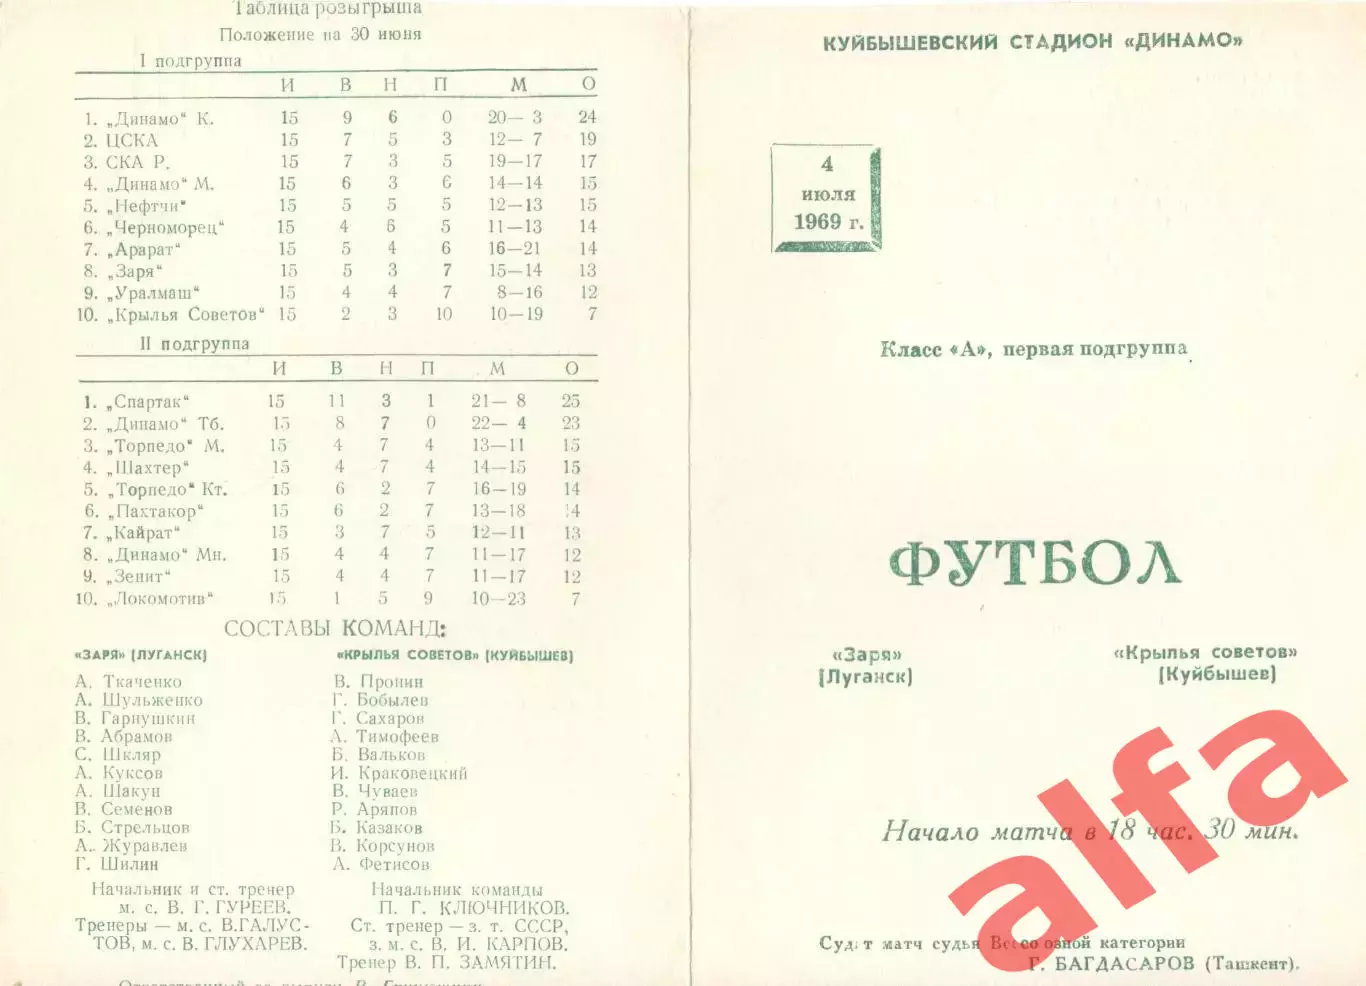 Таблица розыгрыша
Положение на 30 июня
I подгруппа
И В Н П М О
1. „Динамо“ К. 15 9 6 0 20— 3 24
2. ЦСКА 15 7 5 3 12— 7 19
3. СКА Р. 15 7 3 5 19—17 17
4. „Динамо“ М. 15 6 3 6 14—14 15
5. „Нефтчи“ 15 5 5 5 12—13 15
6. „Черноморец“ 15 4 6 5 11—13 14
7. „Арарат“ 15 5 4 6 16—21 14
8. „Заря“ 15 5 3 7 15—14 13
9. „Уралмаш“ 15 4 4 7 8—16 12
10. „Крылья Советов“ 15 2 3 10 10—19 7
II подгруппа
И В Н П М О
1. „Спартак“ 15 11 3 1 21— 8 25
2. „Динамо“ Тб. 15 8 7 0 22— 4 23
3. „Торпедо“ М. 15 4 7 4 13—11 15
4. „Шахтер“ 15 4 7 4 14—15 15
5. „Торпедо“ Кт. 15 6 2 7 16—19 14
6. „Пахтакор“ 15 6 2 7 13—18 14
7. „Кайрат“ 15 3 7 5 12—11 13
8. „Динамо“ Мн. 15 4 4 7 11—17 12
9. „Зенит“ 15 4 4 7 11—17 12
10. „Локомотив“ 15 1 5 9 10—23 7
СОСТАВЫ КОМАНД:
«ЗАРЯ» (ЛУГАНСК)
А. Ткаченко
А. Шульженко
В. Гарнушкин
В. Абрамов
С. Шкляр
А. Куксов
А. Шакун
В. Семенов
Б. Стрельцов
А. Журавлев
Г. Шилин
Начальник и ст. тренер
м. с. В. Г. ГУРЕЕВ.
Тренеры — м. с. В.ГАЛУС-
ТОВ, м. с. В. ГЛУХАРЕВ.
«КРЫЛЬЯ СОВЕТОВ» (КУЙБЫШЕВ)
В. Пронин
Г. Бобылев
Г. Сахаров
А. Тимофеев
Б. Вальков
И. Краковецкий
В. Чуваев
Р. Аряпов
Б. Казаков
В. Корсунов
А. Фетисов
Начальник команды
П. Г. КЛЮЧНИКОВ.
Ст. тренер — з. т. СССР,
з. м. с. В. И. КАРПОВ.
Тренер В. П. ЗАМЯТИН.
КУЙБЫШЕВСКИЙ СТАДИОН «ДИНАМО»
4
июля
1969 г.
Класс «А», первая подгруппа
ФУТБОЛ
«Заря»
(Луганск)
«Крылья советов»
(Куйбышев)
Начало матча в 18 час. 30 мин.
Судит матч судья Всесоюзной категории
Г. БАГДАСАРОВ (Ташкент).
alfa